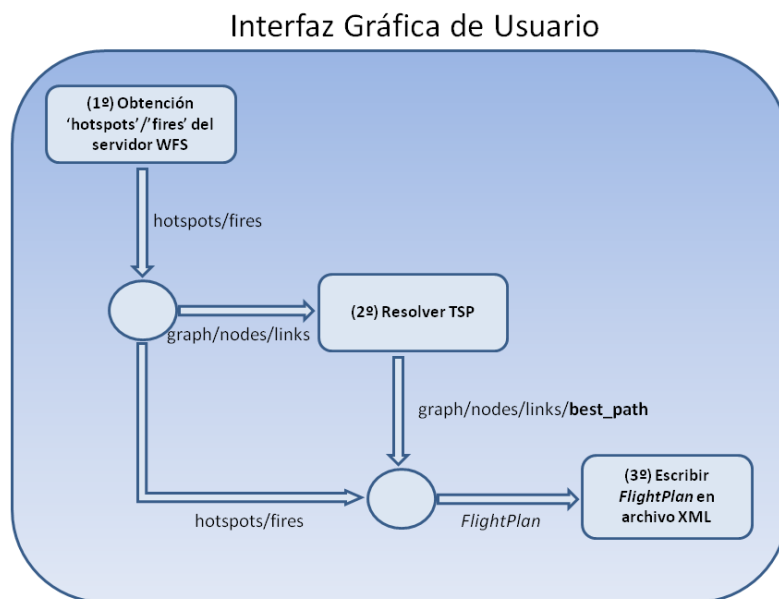 Interfaz Gráfica de Usuario
(1º) Obtención
‘hotspots’/’fires’ del
servidor WFS
hotspots/fires
graph/nodes/links
(2º) Resolver TSP
graph/nodes/links/best_path
hotspots/fires
FlightPlan
(3º) Escribir
FlightPlan en
archivo XML